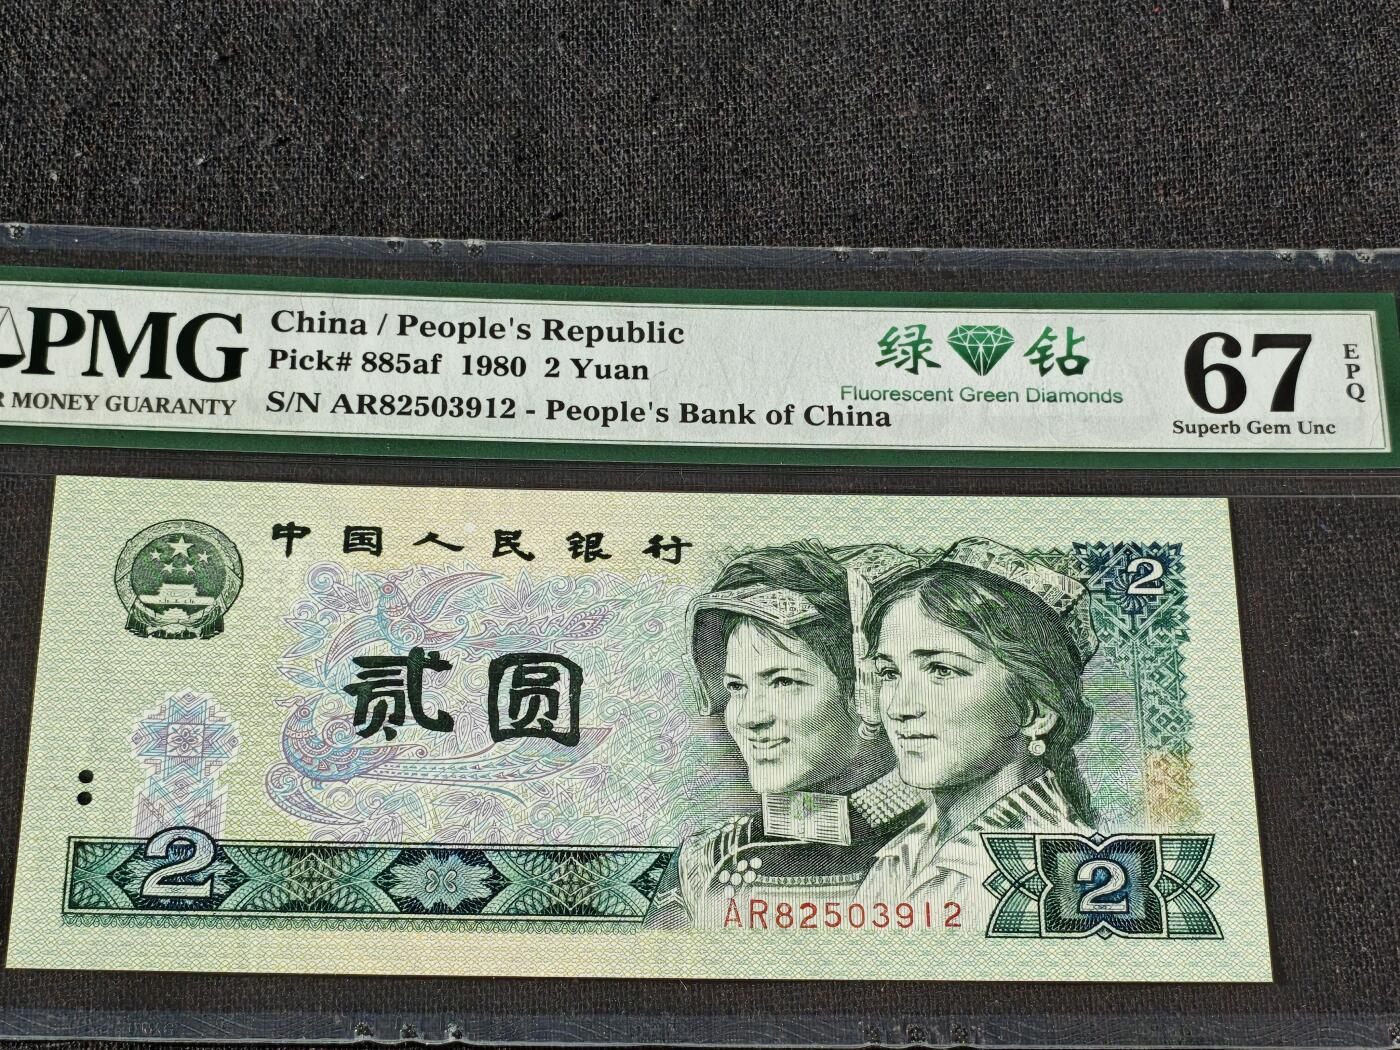 PMG
R MONEY GUARANTY
China / People's Republic
Pick# 885af 1980 2 Yuan
S/N AR82503912 - People's Bank of China
绿钻
Fluorescent Green Diamonds
67
EPQ
Superb Gem Unc
中国人民银行
2
贰圆
2
AR82503912
2